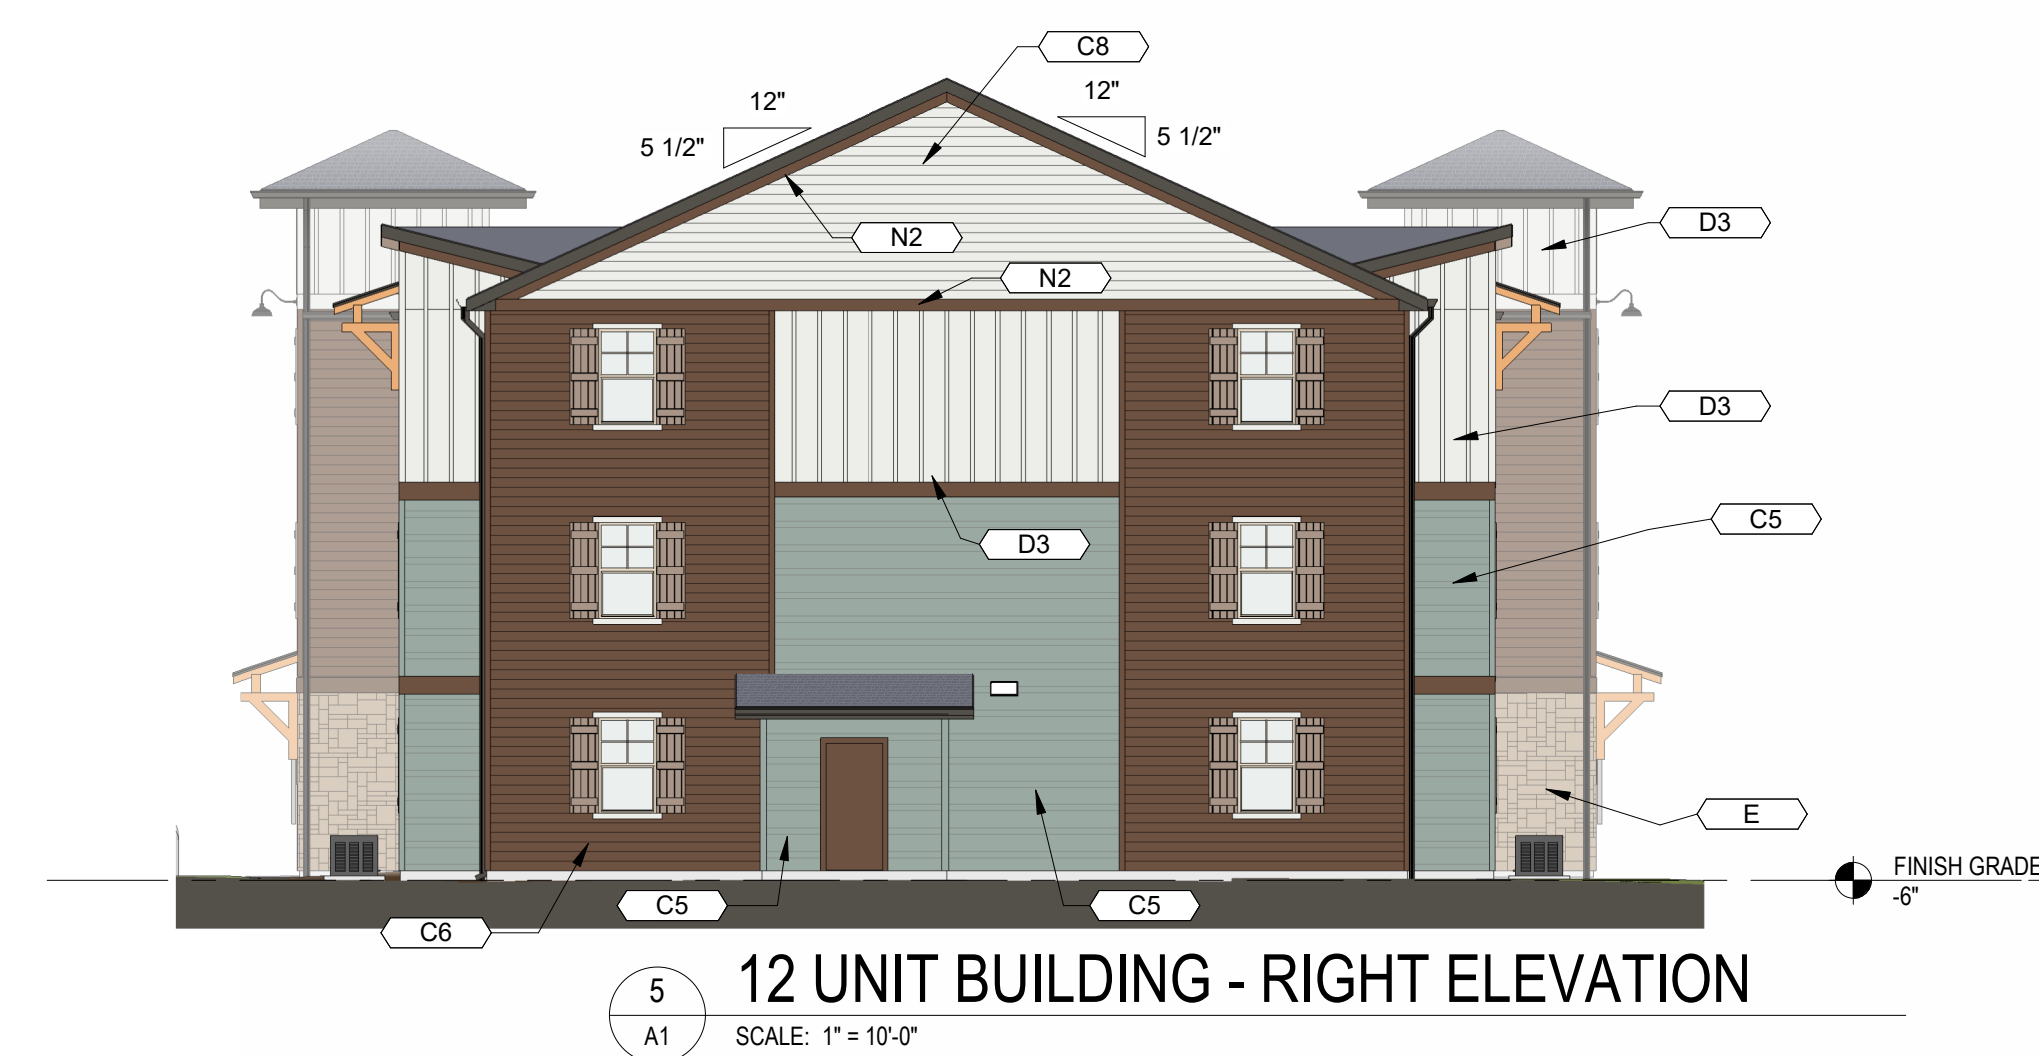 C8
12"
12"
5 1/2"
5 1/2"
D3
N2
N2
D3
C5
D3
E
FINISH GRADE
-6"
C5
C5
C6
5
A1
12 UNIT BUILDING - RIGHT ELEVATION
SCALE: 1" = 10'-0"